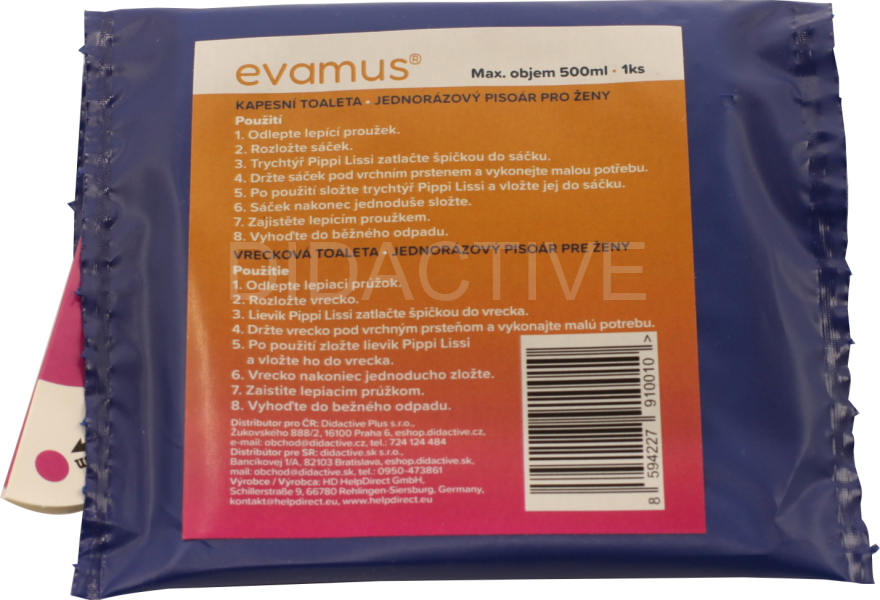 evamus®
Max. objem 500ml • 1ks
KAPESNÍ TOALETA • JEDNORÁZOVÝ PISOÁR PRO ŽENY
Použití
1. Odlepte lepící proužek.
2. Rozložte sáček.
3. Trychtýř Pippi Lissi zatlačte špičkou do sáčku.
4. Držte sáček pod vrchním prstenem a vykonejte malou potřebu.
5. Po použití složte trychtýř Pippi Lissi a vložte jej do sáčku.
6. Sáček nakonec jednoduše složte.
7. Zajistěte lepícím proužkem.
8. Vyhoďte do běžného odpadu.
VRECKOVÁ TOALETA • JEDNORÁZOVÝ PISOÁR PRE ŽENY
DIDACTIVE
Použitie
1. Odlepte lepiaci prúžok.
2. Rozložte vrecko.
3. Lievik Pippi Lissi zatlačte špičkou do vrecka.
4. Držte vrecko pod vrchným prsteňom a vykonajte malú potrebu.
5. Po použití zložte lievik Pippi Lissi
a vložte ho do vrecka.
6. Vrecko nakoniec jednoducho zložte.
7. Zaistite lepiacim prúžkom.
8. Vyhoďte do bežného odpadu.
Distributor pro ČR: Didactive Plus s.r.o.,
Žukovského 888/2, 16100 Praha 6, eshop.didactive.cz,
e-mail: obchod@didactive.cz, tel.: 724 124 484
Distribútor pre SR: didactive.sk s.r.o.,
Bancíkovej 1/A, 82103 Bratislava, eshop.didactive.sk,
mail: obchod@didactive.sk, tel.: 0950-473861
Výrobce / Výrobca: HD HelpDirect GmbH,
Schillerstraße 9, 66780 Rehlingen-Siersburg, Germany,
kontakt@helpdirect.eu, www.helpdirect.eu
8 594227 910010 >